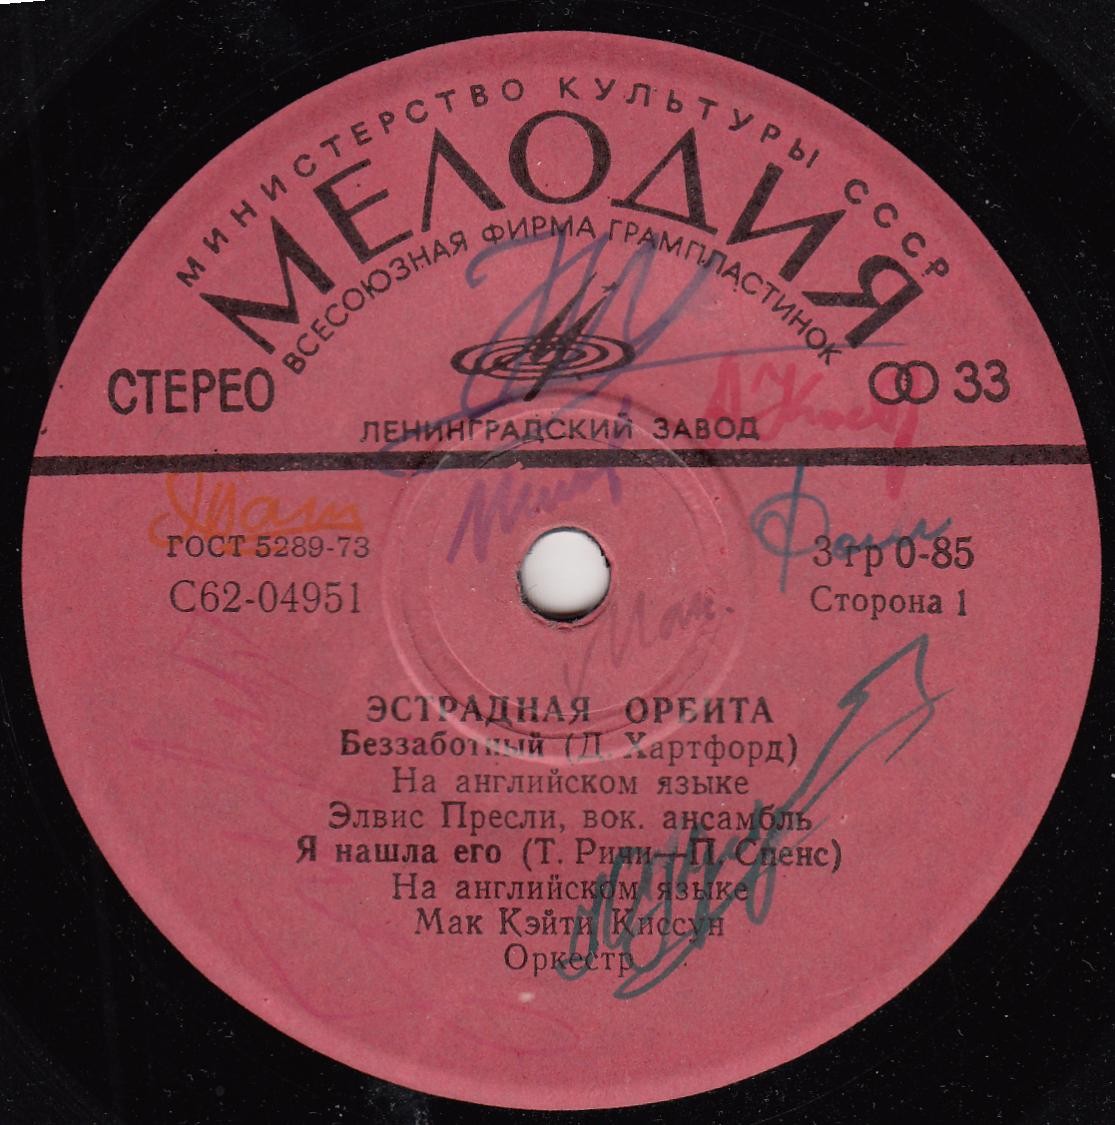 МИНИСТЕРСТВО КУЛЬТУРЫ СССР
МЕЛОДИЯ
ВСЕСОЮЗНАЯ ФИРМА ГРАМПЛАСТИНОК
СТЕРЕО
33
ЛЕНИНГРАДСКИЙ ЗАВОД
ГОСТ 5289-73
С62-04951
3 гр 0-85
Сторона 1
ЭСТРАДНАЯ ОРБИТА
Беззаботный (Д. Хартфорд)
На английском языке
Элвис Пресли, вок. ансамбль
Я нашла его (Т. Рили—П. Спенс)
На английском языке
Мак Кэйти Киссун
Оркестр